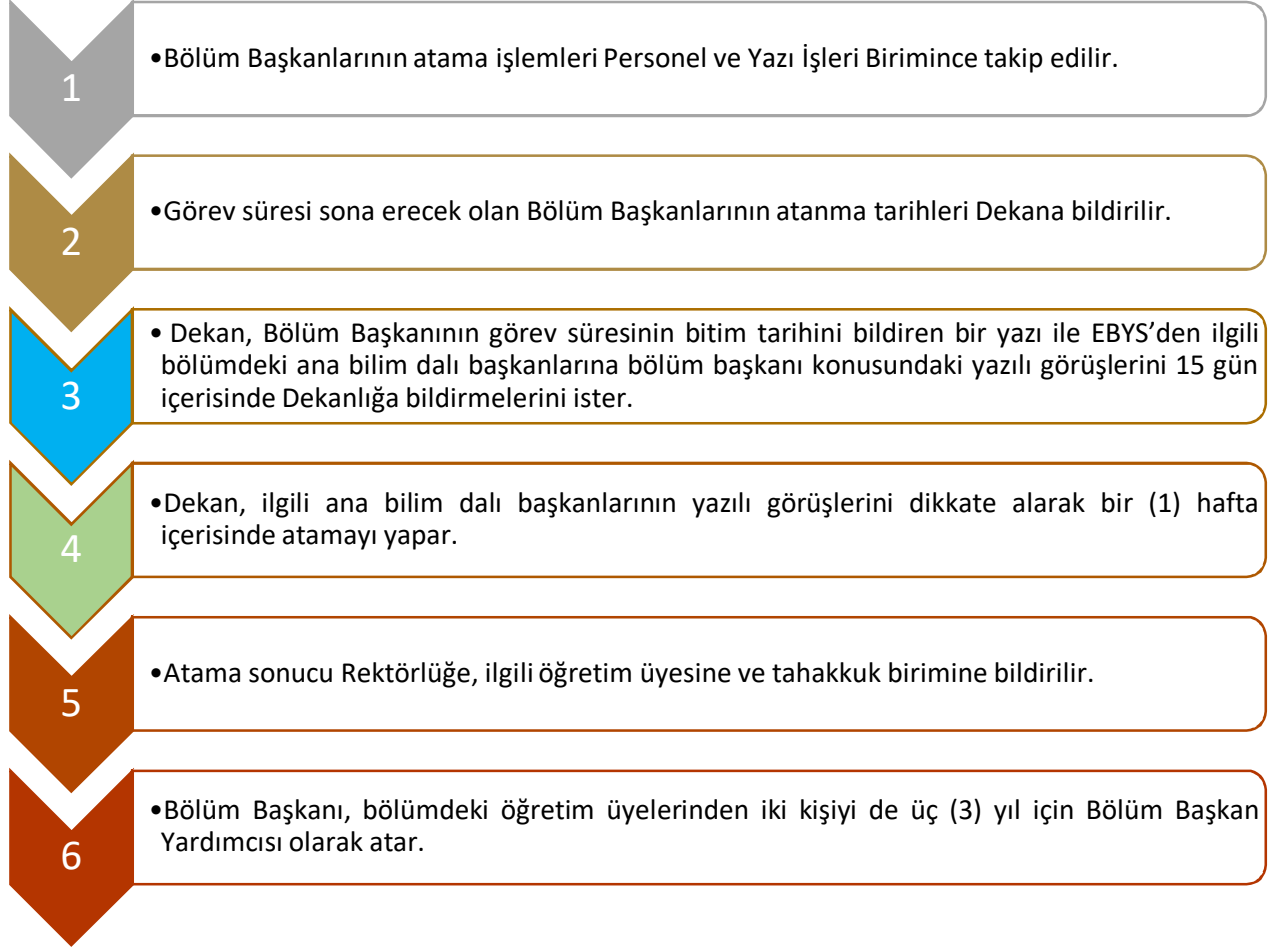 1
•Bölüm Başkanlarının atama işlemleri Personel ve Yazı İşleri Birimince takip edilir.
2
•Görev süresi sona erecek olan Bölüm Başkanlarının atanma tarihleri Dekana bildirilir.
3
• Dekan, Bölüm Başkanının görev süresinin bitim tarihini bildiren bir yazı ile EBYS’den ilgili
bölümdeki ana bilim dalı başkanlarına bölüm başkanı konusundaki yazılı görüşlerini 15 gün
içerisinde Dekanlığa bildirmelerini ister.
4
•Dekan, ilgili ana bilim dalı başkanlarının yazılı görüşlerini dikkate alarak bir (1) hafta
içerisinde atamayı yapar.
5
•Atama sonucu Rektörlüğe, ilgili öğretim üyesine ve tahakkuk birimine bildirilir.
6
•Bölüm Başkanı, bölümdeki öğretim üyelerinden iki kişiyi de üç (3) yıl için Bölüm Başkan
Yardımcısı olarak atar.